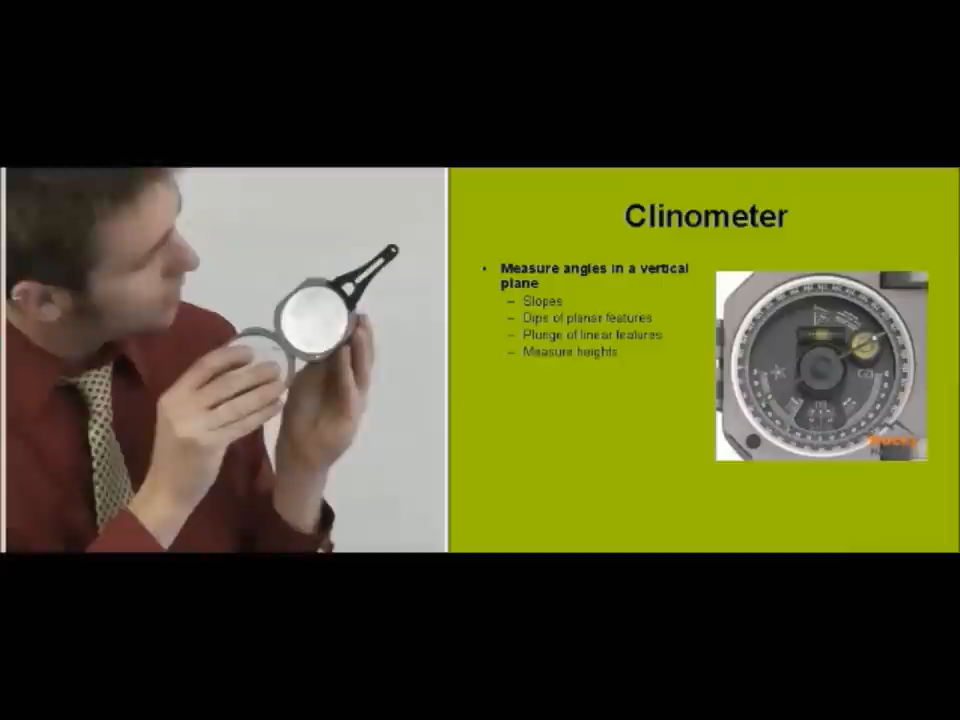 Clinometer
• Measure angles in a vertical
plane
– Slopes
– Dips of planar features
– Plunge of linear features
– Measure heights